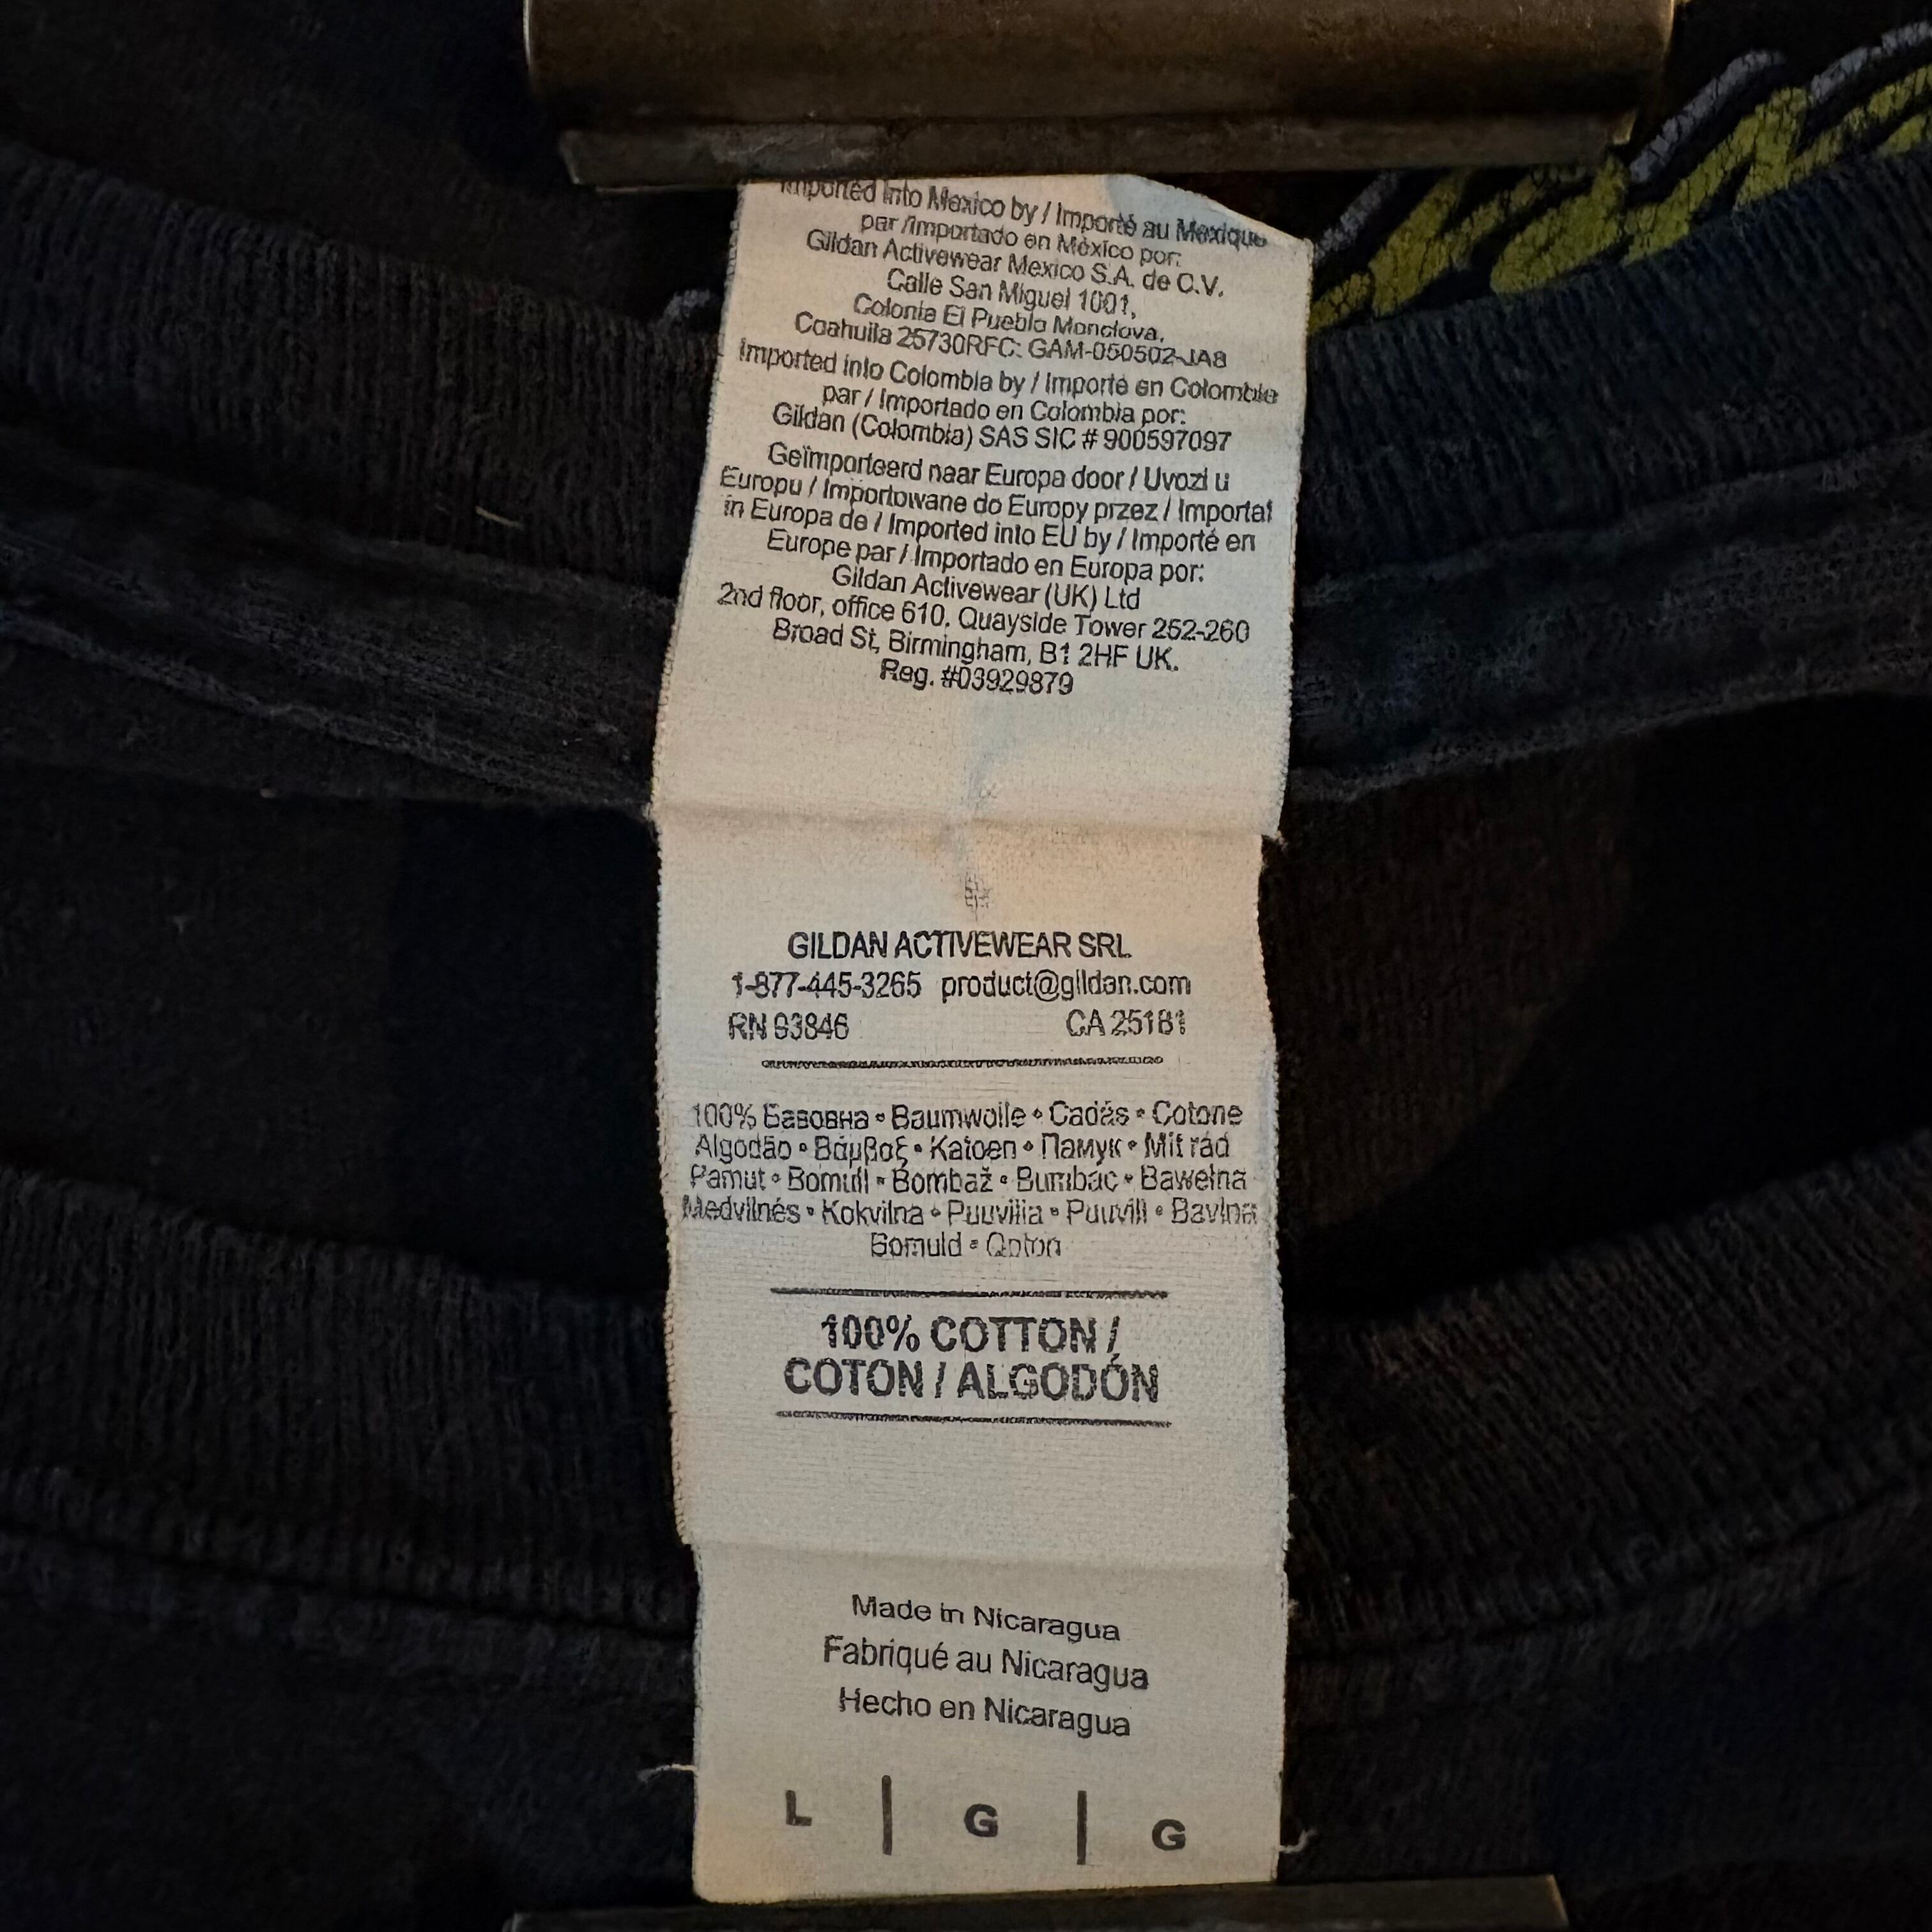 Imported into Mexico by / Importé au Mexique
par /Importado en México por:
Gildan Activewear Mexico S.A. de C.V.
Calle San Miguel 1001,
Colonia El Pueblo Monclova,
Coahuila 25730RFC: GAM-050502-JA8
Imported into Colombia by / Importé en Colombie
par / Importado en Colombia por:
Gildan (Colombia) SAS SIC # 900597097
Geïmporteerd naar Europa door / Uvozi u
Europu / Importowane do Europy przez / Importat
in Europa de / Imported into EU by / Importé en
Europe par / Importado en Europa por:
Gildan Activewear (UK) Ltd
2nd floor, office 610, Quayside Tower 252-260
Broad St, Birmingham, B1 2HF UK.
Reg. #03929879
GILDAN ACTIVEWEAR SRL
1-877-445-3265 product@gildan.com
RN 93846 CA 25181
100% Бавовна • Baumwolle • Cadás • Cotone
Algodão • Βάμβαξ • Katoen • Памук • Mit rád
Pamut • Bomull • Bombaž • Bumbac • Bawełna
Medvilnės • Kokvilna • Puuvilla • Puuvill • Bavlna
Bomuld • Qoton
100% COTTON /
COTON / ALGODÓN
Made in Nicaragua
Fabriqué au Nicaragua
Hecho en Nicaragua
L | G | G